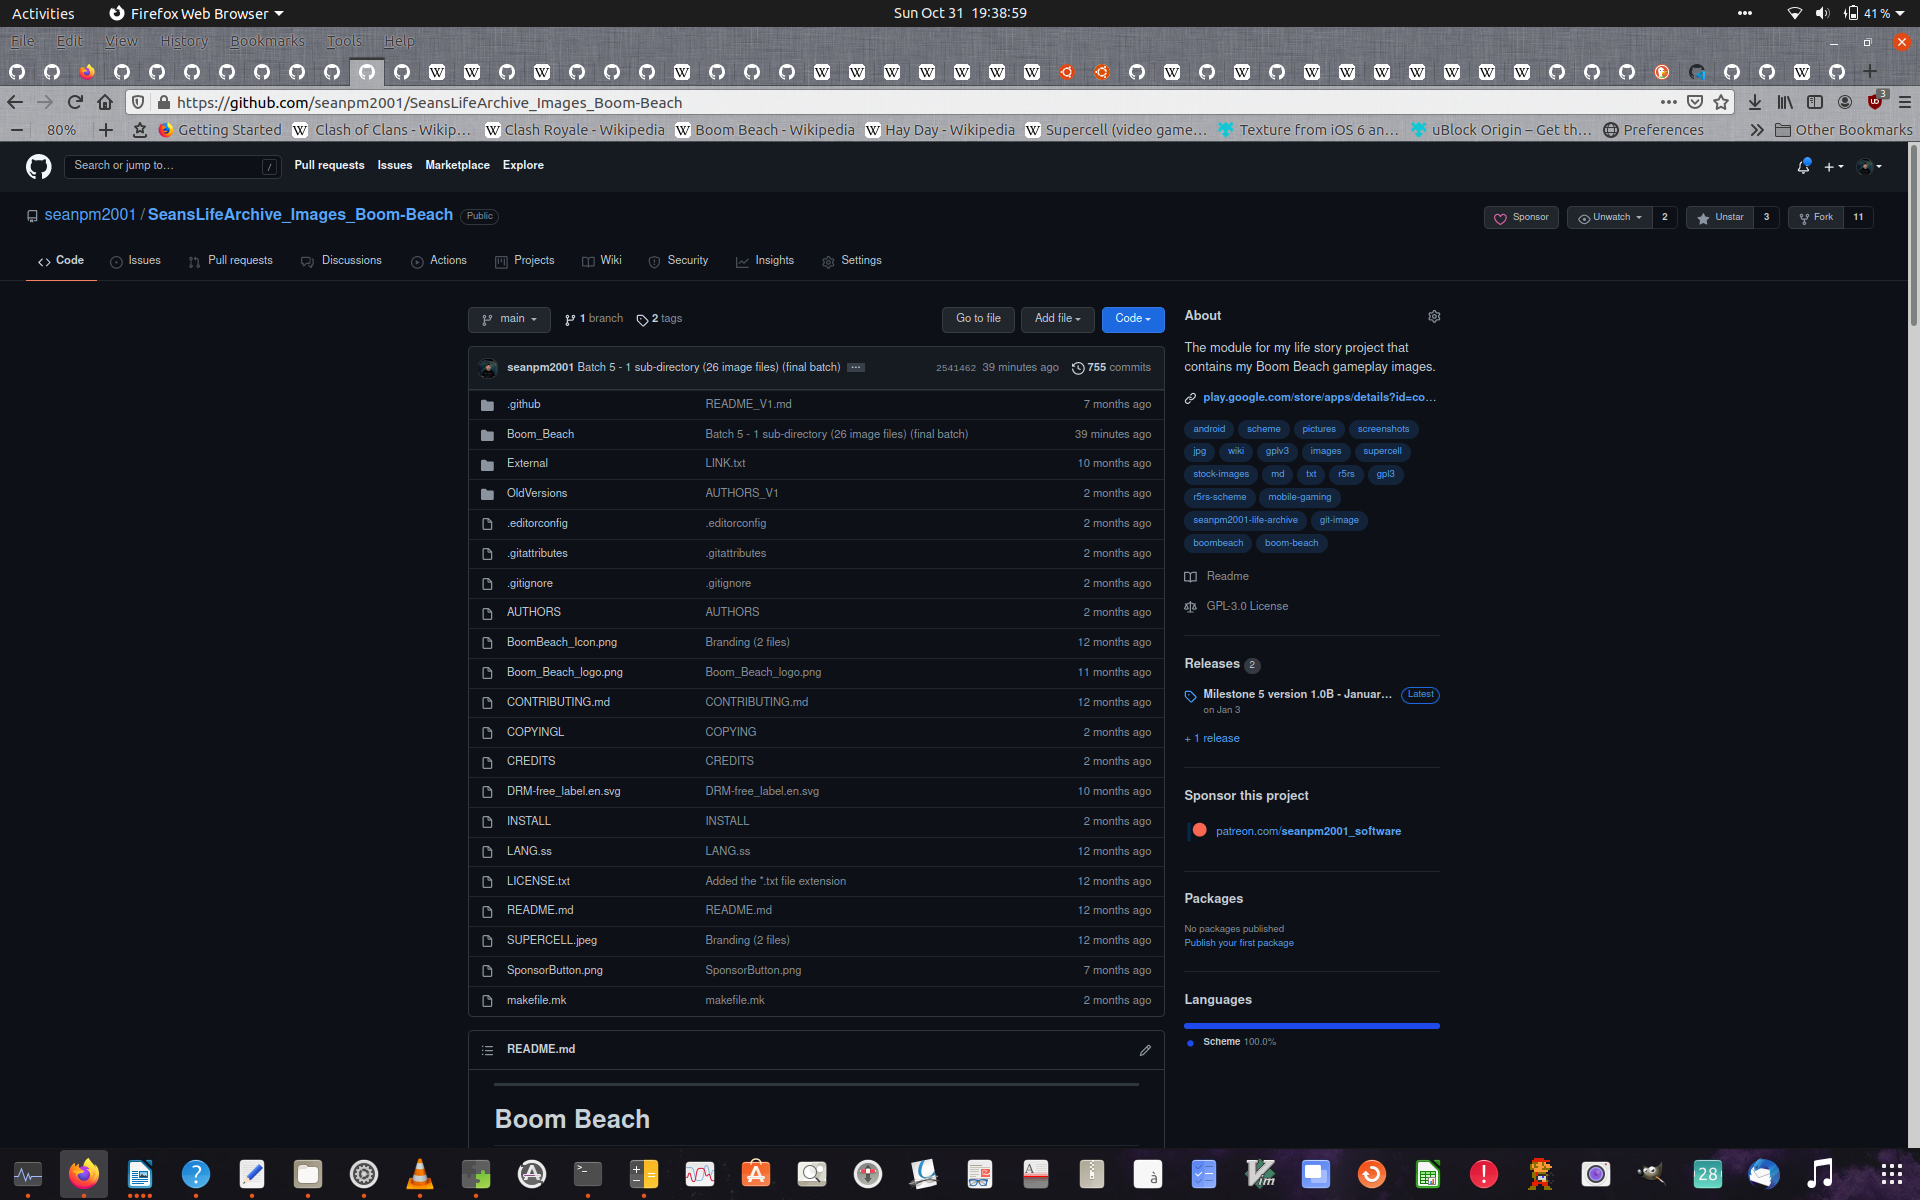 Activities Firefox Web Browser Sun Oct 31 19:38:59 41 %
File Edit View History Bookmarks Tools Help
https://github.com/seanpm2001/SeansLifeArchive_Images_Boom-Beach 3
80% Getting Started Clash of Clans - Wikip... Clash Royale - Wikipedia Boom Beach - Wikipedia Hay Day - Wikipedia Supercell (video game... Texture from iOS 6 an... uBlock Origin – Get th... Preferences Other Bookmarks
Search or jump to... / Pull requests Issues Marketplace Explore
seanpm2001 / SeansLifeArchive_Images_Boom-Beach Public Sponsor Unwatch 2 Unstar 3 Fork 11
Code Issues Pull requests Discussions Actions Projects Wiki Security Insights Settings
main 1 branch 2 tags Go to file Add file Code
seanpm2001 Batch 5 - 1 sub-directory (26 image files) (final batch) ... 2541462 39 minutes ago 755 commits
.github README_V1.md 7 months ago
Boom_Beach Batch 5 - 1 sub-directory (26 image files) (final batch) 39 minutes ago
External LINK.txt 10 months ago
OldVersions AUTHORS_V1 2 months ago
.editorconfig .editorconfig 2 months ago
.gitattributes .gitattributes 2 months ago
.gitignore .gitignore 2 months ago
AUTHORS AUTHORS 2 months ago
BoomBeach_Icon.png Branding (2 files) 12 months ago
Boom_Beach_logo.png Boom_Beach_logo.png 11 months ago
CONTRIBUTING.md CONTRIBUTING.md 12 months ago
COPYINGL COPYING 2 months ago
CREDITS CREDITS 2 months ago
DRM-free_label.en.svg DRM-free_label.en.svg 10 months ago
INSTALL INSTALL 2 months ago
LANG.ss LANG.ss 12 months ago
LICENSE.txt Added the *.txt file extension 12 months ago
README.md README.md 12 months ago
SUPERCELL.jpeg Branding (2 files) 12 months ago
SponsorButton.png SponsorButton.png 7 months ago
makefile.mk makefile.mk 2 months ago
README.md
Boom Beach
About
The module for my life story project that
contains my Boom Beach gameplay images.
play.google.com/store/apps/details?id=co...
android scheme pictures screenshots
jpg wiki gplv3 images supercell
stock-images md txt r5rs gpl3
r5rs-scheme mobile-gaming
seanpm2001-life-archive git-image
boombeach boom-beach
Readme
GPL-3.0 License
Releases 2
Milestone 5 version 1.0B - Januar... Latest
on Jan 3
+ 1 release
Sponsor this project
patreon.com/seanpm2001_software
Packages
No packages published
Publish your first package
Languages
Scheme 100.0%
28